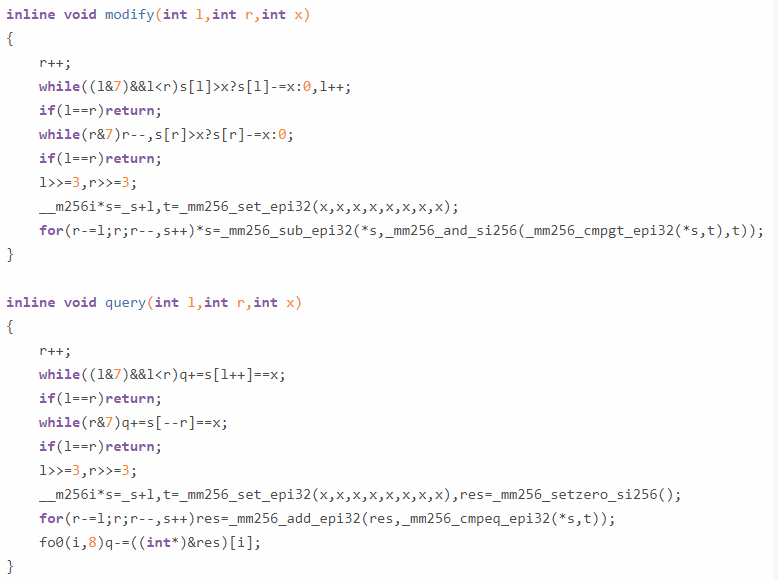 inline void modify(int l,int r,int x)
{
    r++;
    while((l&7)&&l<r)s[l]>x?s[l]-=x:0,l++;
    if(l==r)return;
    while(r&7)r--,s[r]>x?s[r]-=x:0;
    if(l==r)return;
    l>>=3,r>>=3;
    __m256i*s=_s+l,t=_mm256_set_epi32(x,x,x,x,x,x,x,x);
    for(r-=l;r;r--,s++)*s=_mm256_sub_epi32(*s,_mm256_and_si256(_mm256_cmpgt_epi32(*s,t),t));
}

inline void query(int l,int r,int x)
{
    r++;
    while((l&7)&&l<r)q+=s[l++]==x;
    if(l==r)return;
    while(r&7)q+=s[--r]==x;
    if(l==r)return;
    l>>=3,r>>=3;
    __m256i*s=_s+l,t=_mm256_set_epi32(x,x,x,x,x,x,x,x),res=_mm256_setzero_si256();
    for(r-=l;r;r--,s++)res=_mm256_add_epi32(res,_mm256_cmpeq_epi32(*s,t));
    fo0(i,8)q-=((int*)&res)[i];
}